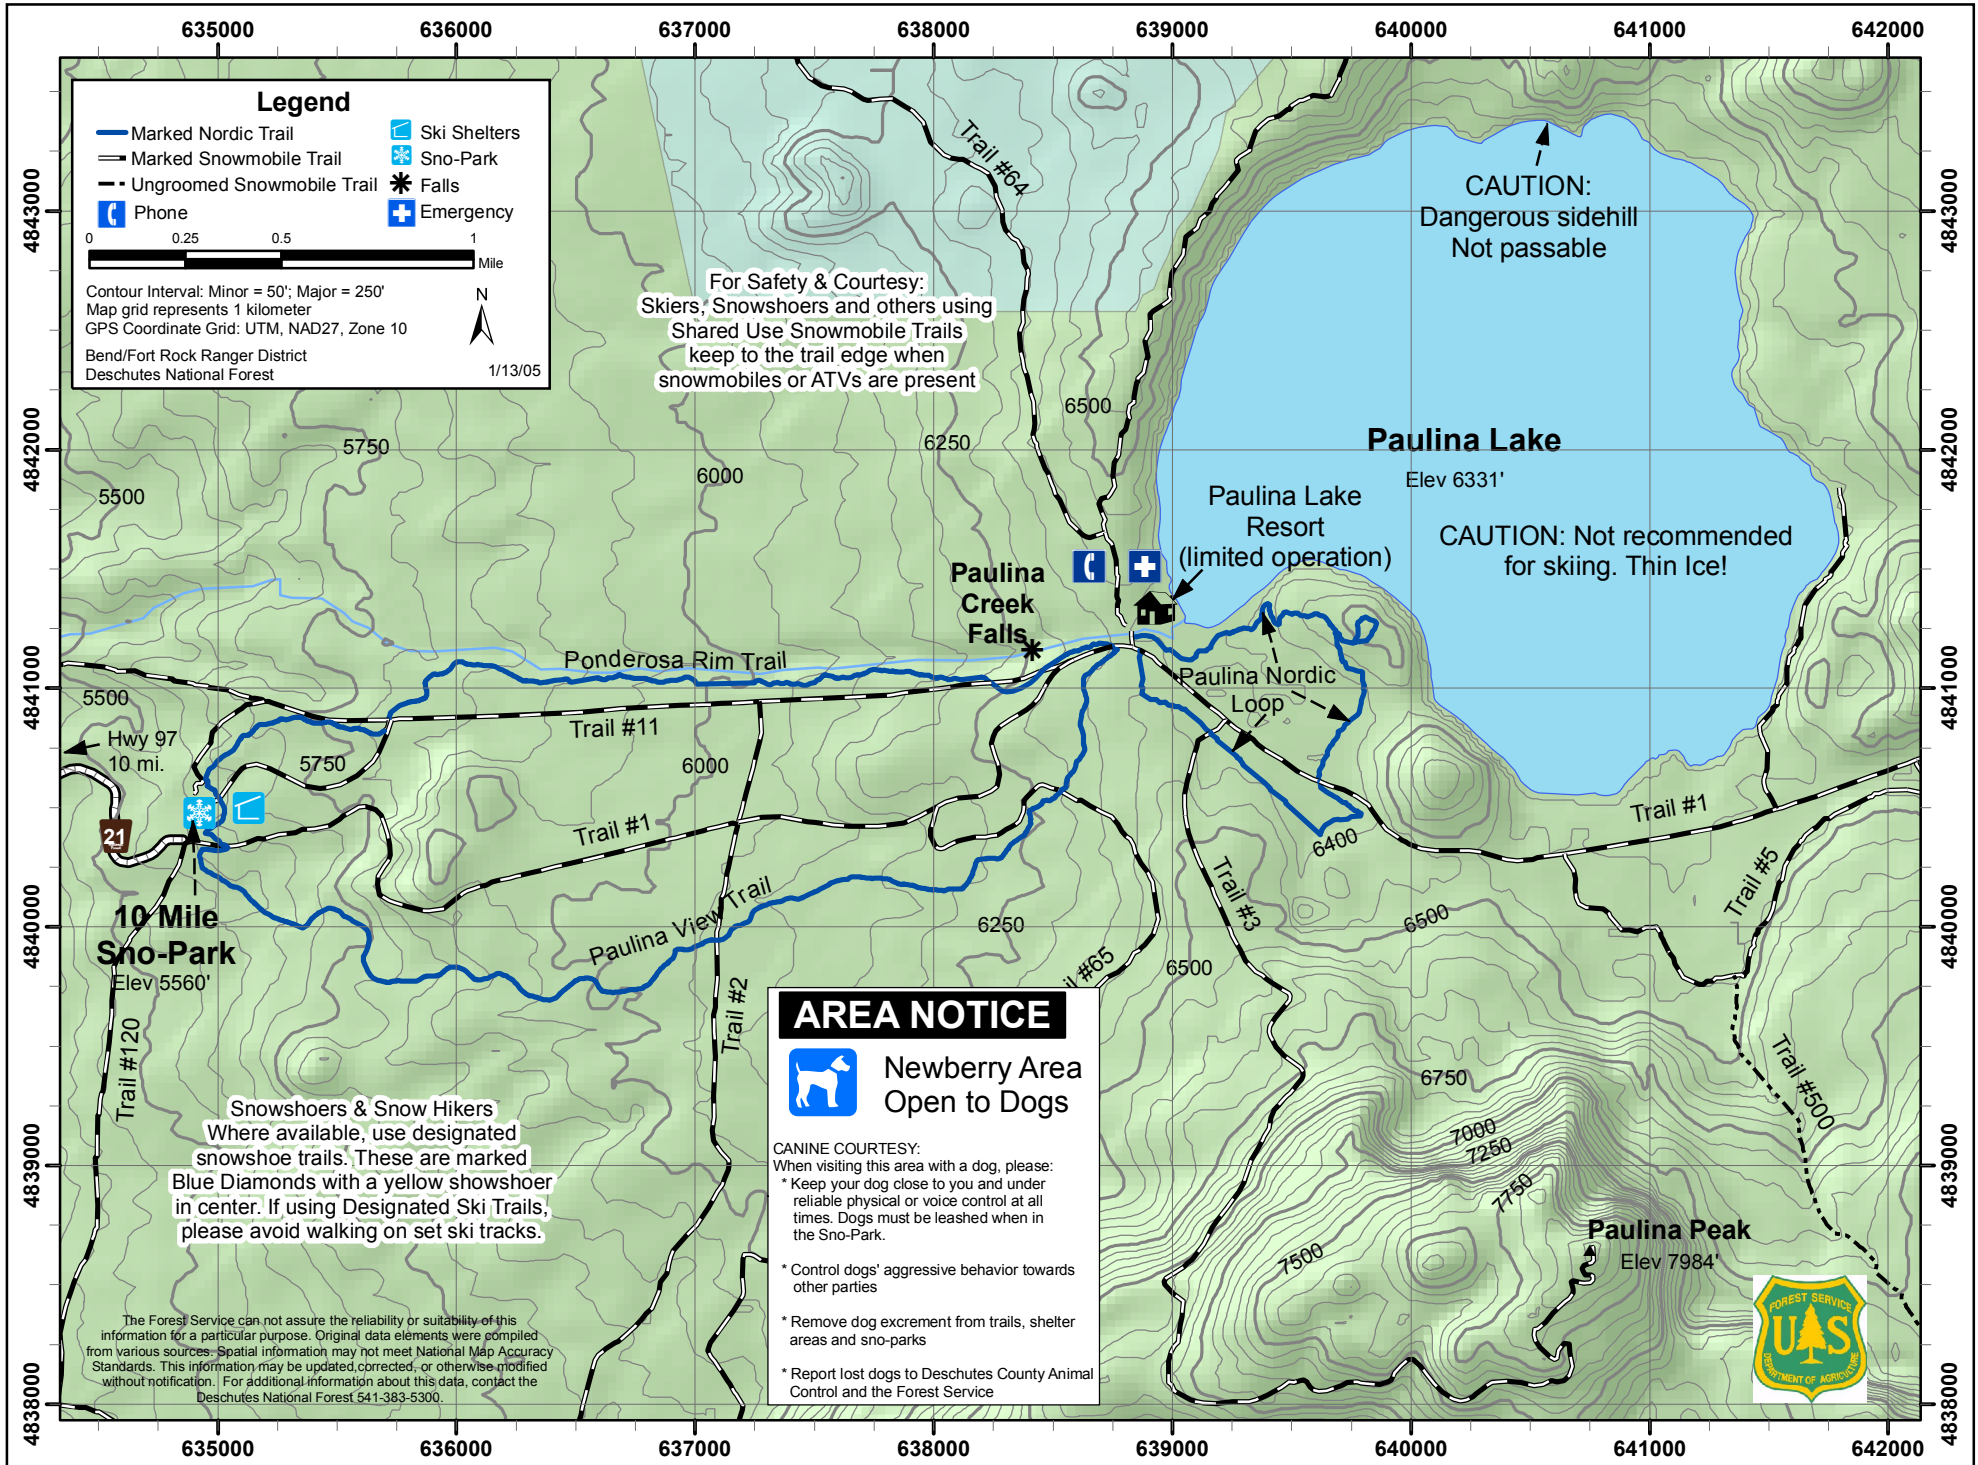 635000 636000 637000 638000 639000 640000 641000 642000
4843000
4842000
4841000
4840000
4839000
4838000
Legend
Marked Nordic Trail
Marked Snowmobile Trail
Ungroomed Snowmobile Trail
Phone
Ski Shelters
Sno-Park
Falls
Emergency
0 0.25 0.5 1
Mile
Contour Interval: Minor = 50'; Major = 250'
Map grid represents 1 kilometer
GPS Coordinate Grid: UTM, NAD27, Zone 10
N
Bend/Fort Rock Ranger District
Deschutes National Forest
1/13/05
Trail #64
For Safety & Courtesy:
Skiers, Snowshoers and others using
Shared Use Snowmobile Trails
keep to the trail edge when
snowmobiles or ATVs are present
CAUTION:
Dangerous sidehill
Not passable
Paulina Lake
Elev 6331'
CAUTION: Not recommended
for skiing. Thin Ice!
Paulina Lake
Resort
(limited operation)
5500
5750
6000
6250
6500
Paulina
Creek
Falls
Ponderosa Rim Trail
Trail #11
Paulina Nordic
Loop
5500
Hwy 97
10 mi.
5750
6000
21
Trail #1
Trail #1
6400
Trail #3
Trail #5
6500
10 Mile
Sno-Park
Elev 5560'
Paulina View Trail
6250
6500
il #65
Trail #2
Trail #120
Trail #500
6750
7000
7250
7750
7500
Paulina Peak
Elev 7984'
Snowshoers & Snow Hikers
Where available, use designated
snowshoe trails. These are marked
Blue Diamonds with a yellow showshoer
in center. If using Designated Ski Trails,
please avoid walking on set ski tracks.
AREA NOTICE
Newberry Area
Open to Dogs
CANINE COURTESY:
When visiting this area with a dog, please:
* Keep your dog close to you and under
reliable physical or voice control at all
times. Dogs must be leashed when in
the Sno-Park.
* Control dogs' aggressive behavior towards
other parties
* Remove dog excrement from trails, shelter
areas and sno-parks
* Report lost dogs to Deschutes County Animal
Control and the Forest Service
The Forest Service can not assure the reliability or suitability of this
information for a particular purpose. Original data elements were compiled
from various sources. Spatial information may not meet National Map Accuracy
Standards. This information may be updated,corrected, or otherwise modified
without notification. For additional information about this data, contact the
Deschutes National Forest 541-383-5300.
FOREST SERVICE
U S
DEPARTMENT OF AGRICULTURE
4843000
4842000
4841000
4840000
4839000
4838000
635000 636000 637000 638000 639000 640000 641000 642000